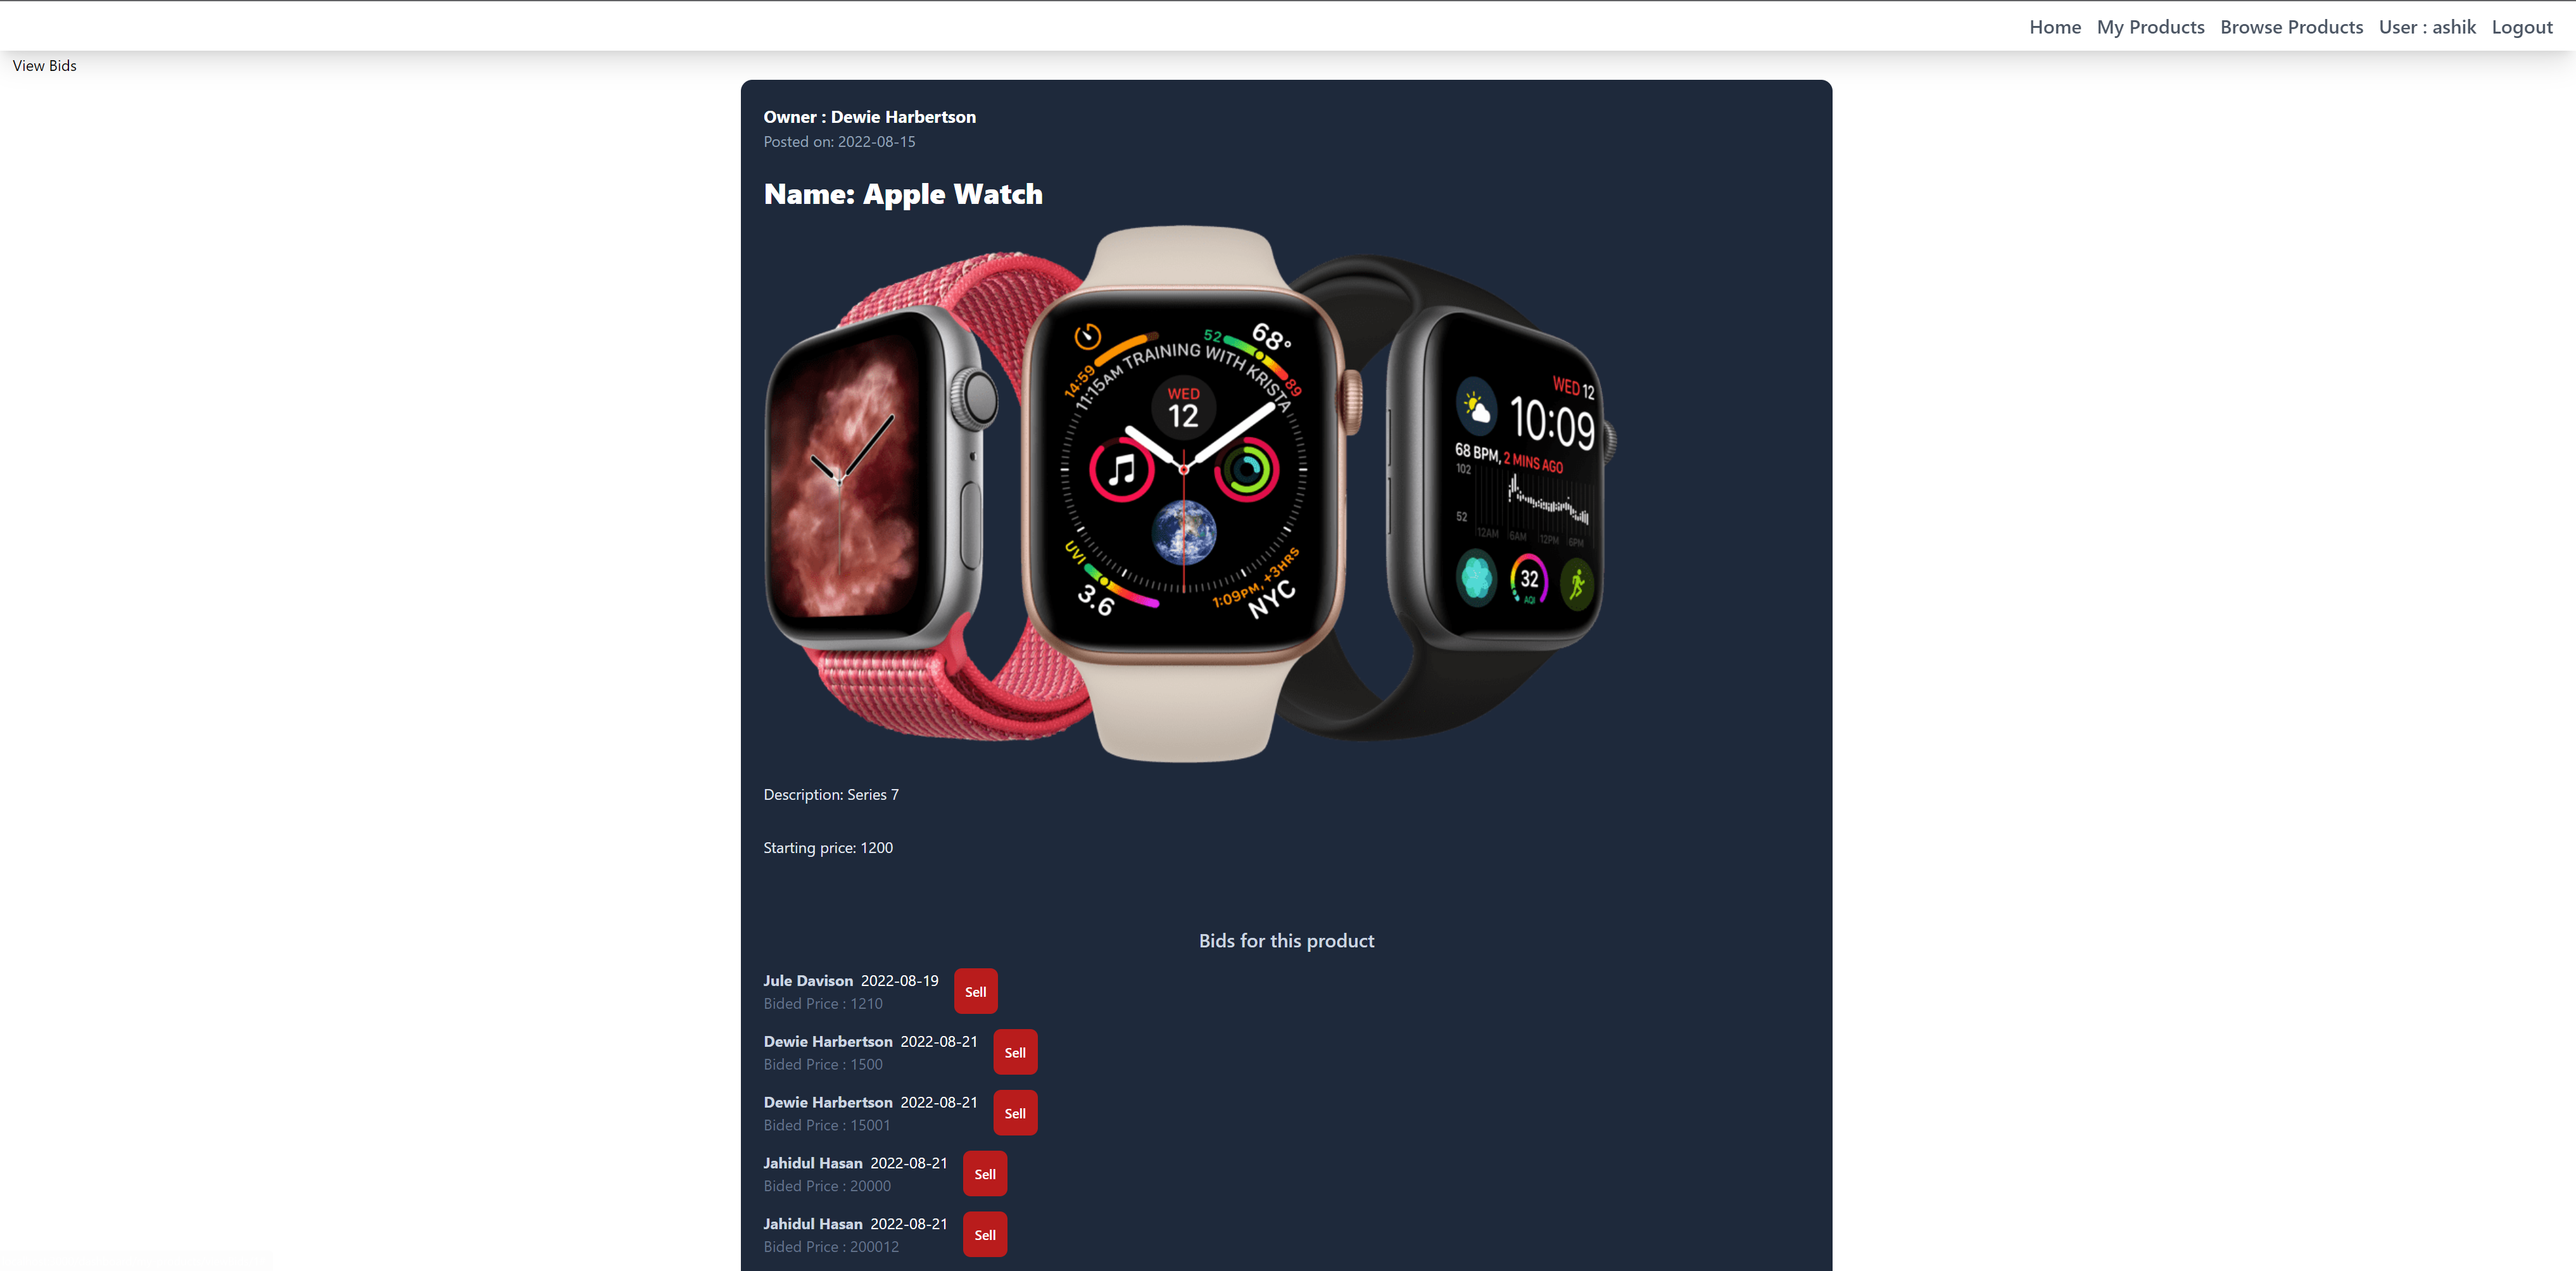 Home My Products Browse Products User : ashik Logout
View Bids
Owner : Dewie Harbertson
Posted on: 2022-08-15
Name: Apple Watch
14:59
11:15AM TRAINING WITH KRISTA
52
68°
89
WED
12
UVI
3.6
1:09PM, +3HRS
NYC
WED 12
10:09
68 BPM, 2 MINS AGO
102
52
12AM 6AM 12PM 6PM
32
AQI
Description: Series 7
Starting price: 1200
Bids for this product
Jule Davison 2022-08-19
Bided Price : 1210
Sell
Dewie Harbertson 2022-08-21
Bided Price : 1500
Sell
Dewie Harbertson 2022-08-21
Bided Price : 15001
Sell
Jahidul Hasan 2022-08-21
Bided Price : 20000
Sell
Jahidul Hasan 2022-08-21
Bided Price : 200012
Sell